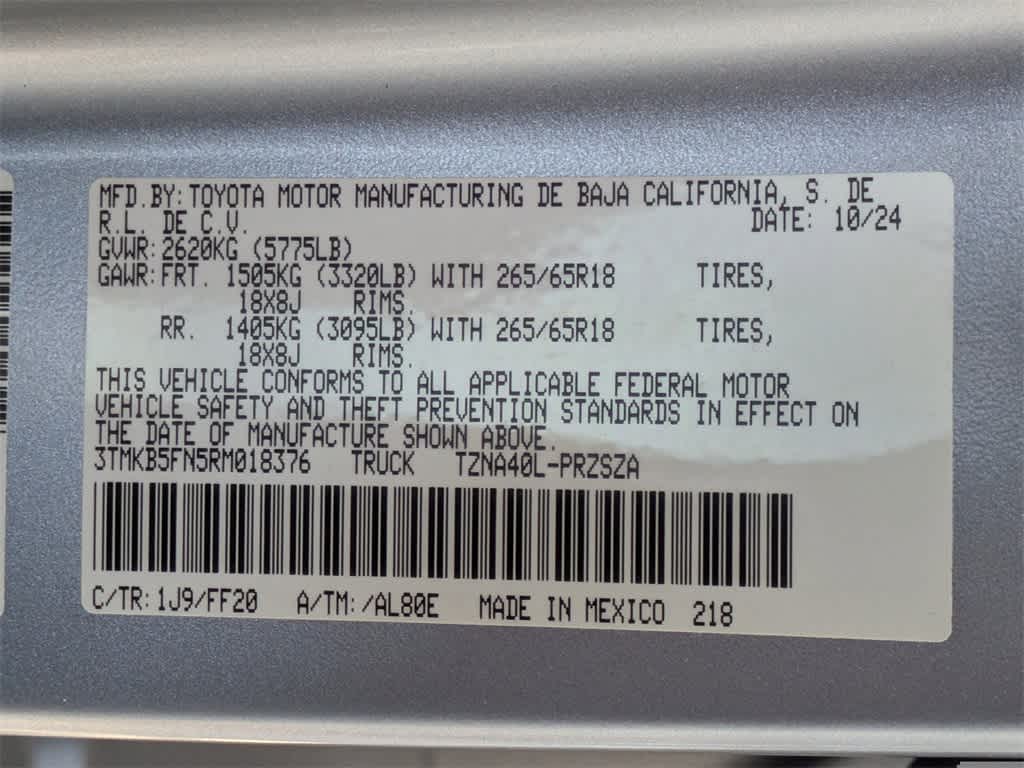 MFD.BY:TOYOTA MOTOR MANUFACTURING DE BAJA CALIFORNIA, S. DE
R.L. DE C.V. DATE: 10/24
GVWR:2620KG (5775LB)
GAWR:FRT. 1505KG (3320LB) WITH 265/65R18 TIRES,
18X8J RIMS.
RR. 1405KG (3095LB) WITH 265/65R18 TIRES,
18X8J RIMS.
THIS VEHICLE CONFORMS TO ALL APPLICABLE FEDERAL MOTOR
VEHICLE SAFETY AND THEFT PREVENTION STANDARDS IN EFFECT ON
THE DATE OF MANUFACTURE SHOWN ABOVE.
3TMKB5FN5RM018376 TRUCK TZNA40L-PRZSZA
C/TR:1J9/FF20 A/TM:/AL80E MADE IN MEXICO 218